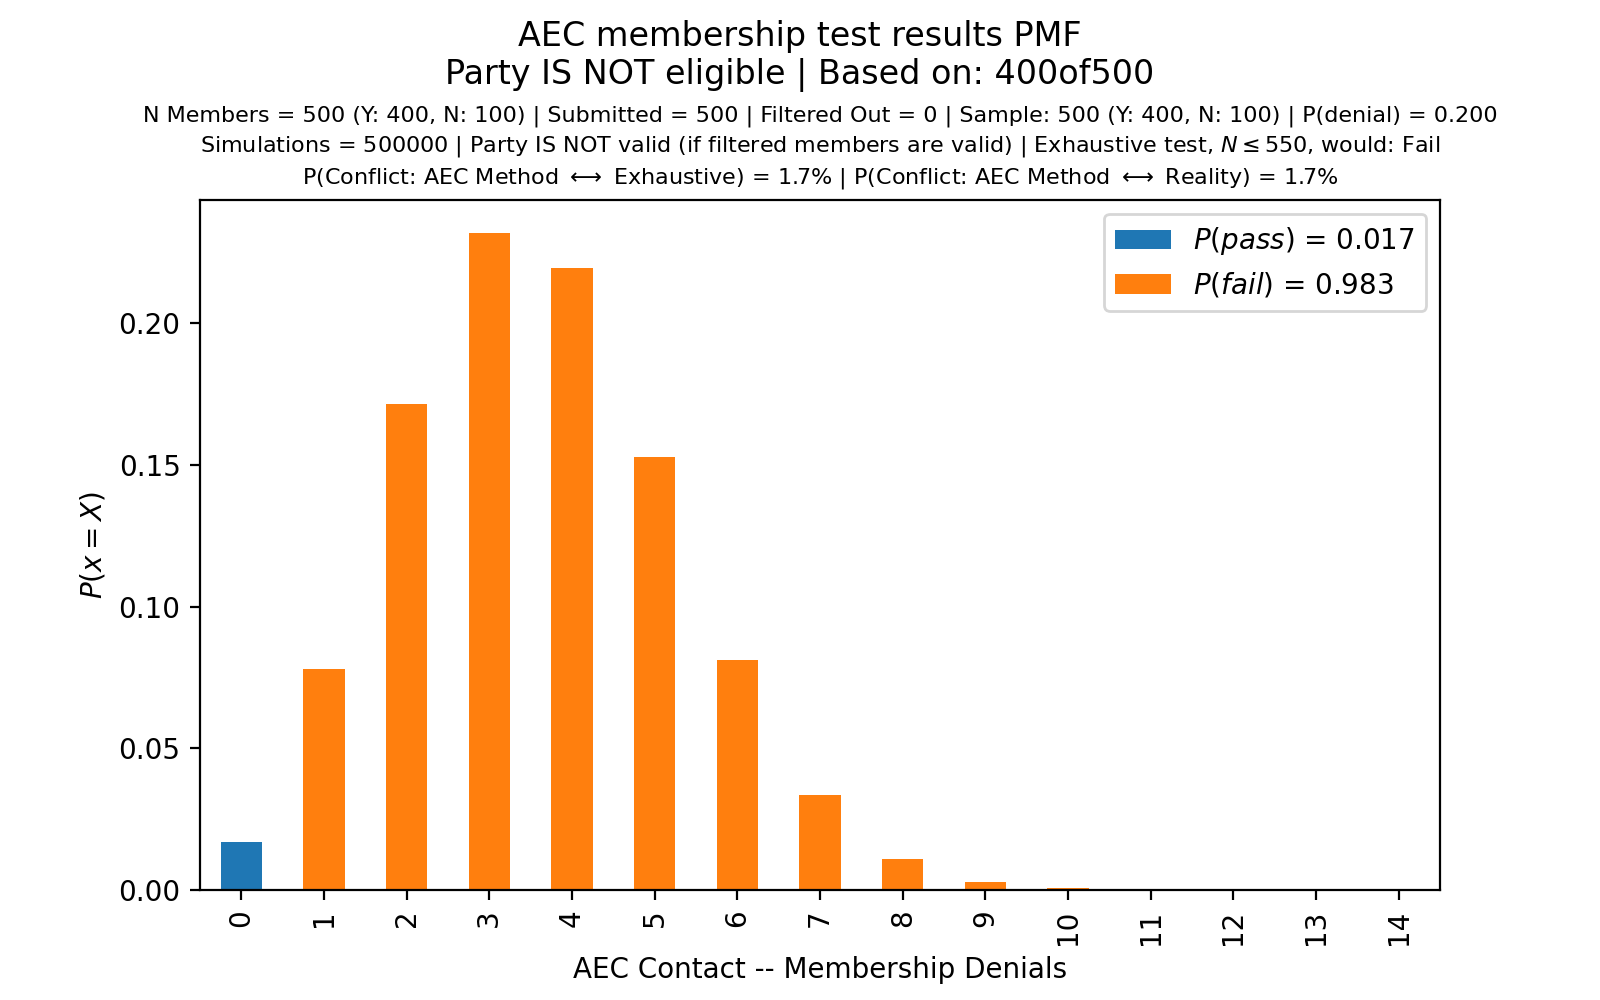 AEC membership test results PMF
Party IS NOT eligible | Based on: 400of500
N Members = 500 (Y: 400, N: 100) | Submitted = 500 | Filtered Out = 0 | Sample: 500 (Y: 400, N: 100) | P(denial) = 0.200
Simulations = 500000 | Party IS NOT valid (if filtered members are valid) | Exhaustive test, N ≤ 550, would: Fail
P(Conflict: AEC Method ⟷ Exhaustive) = 1.7% | P(Conflict: AEC Method ⟷ Reality) = 1.7%
P(pass) = 0.017
P(fail) = 0.983
P(x = X)
0.20
0.15
0.10
0.05
0.00
0 1 2 3 4 5 6 7 8 9 10 11 12 13 14
AEC Contact -- Membership Denials